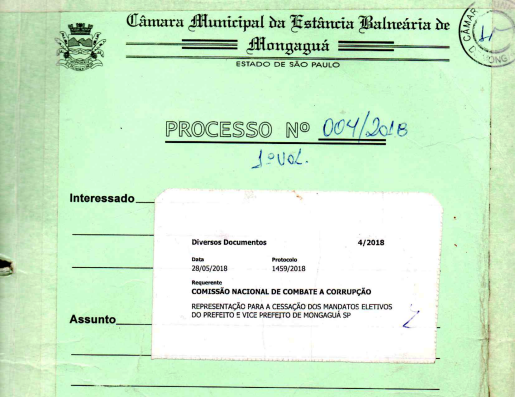 Câmara Municipal da Estância Balneária de
Mongaguá
ESTADO DE SÃO PAULO
PROCESSO Nº 004/2018
1º VOL.
Interessado
Diversos Documentos 4/2018
Data Protocolo
28/05/2018 1459/2018
Requerente
COMISSÃO NACIONAL DE COMBATE A CORRUPÇÃO
REPRESENTAÇÃO PARA A CESSAÇÃO DOS MANDATOS ELETIVOS
DO PREFEITO E VICE PREFEITO DE MONGAGUÁ SP
Assunto